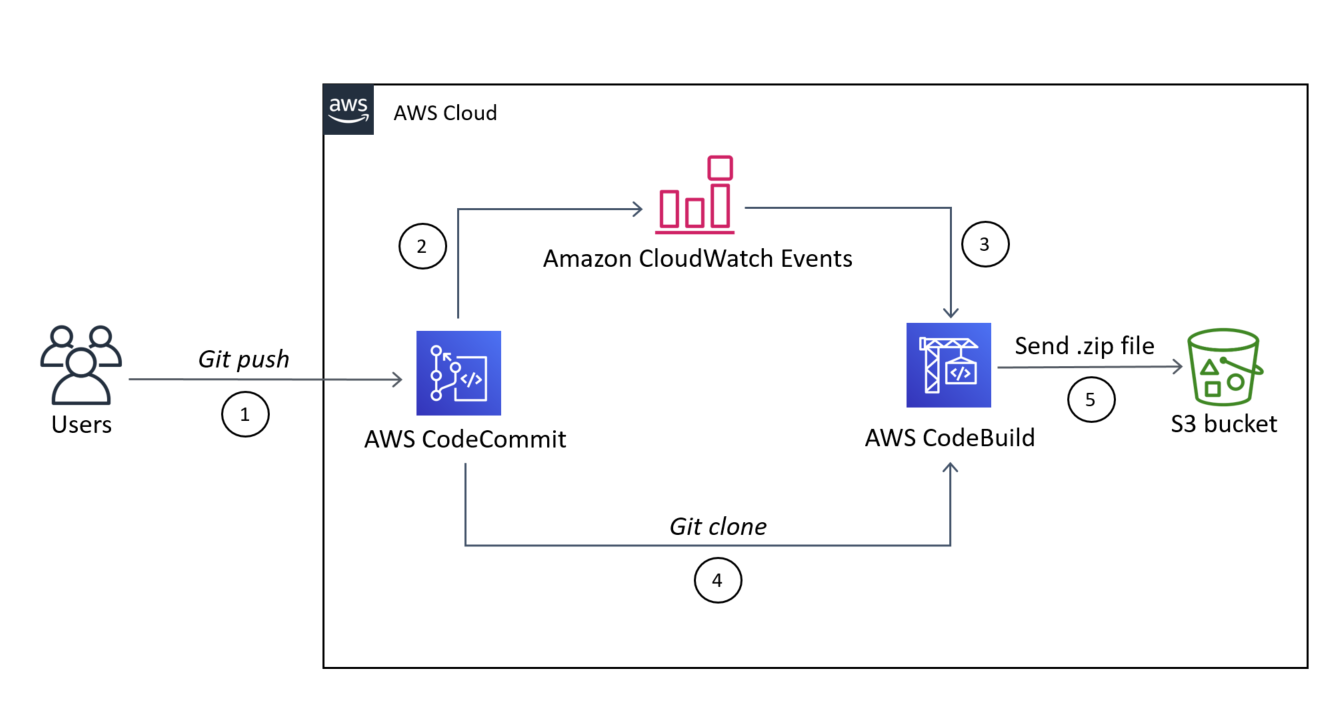 aws
AWS Cloud
2
Amazon CloudWatch Events
3
Git push
1
Users
AWS CodeCommit
AWS CodeBuild
Send .zip file
5
S3 bucket
Git clone
4